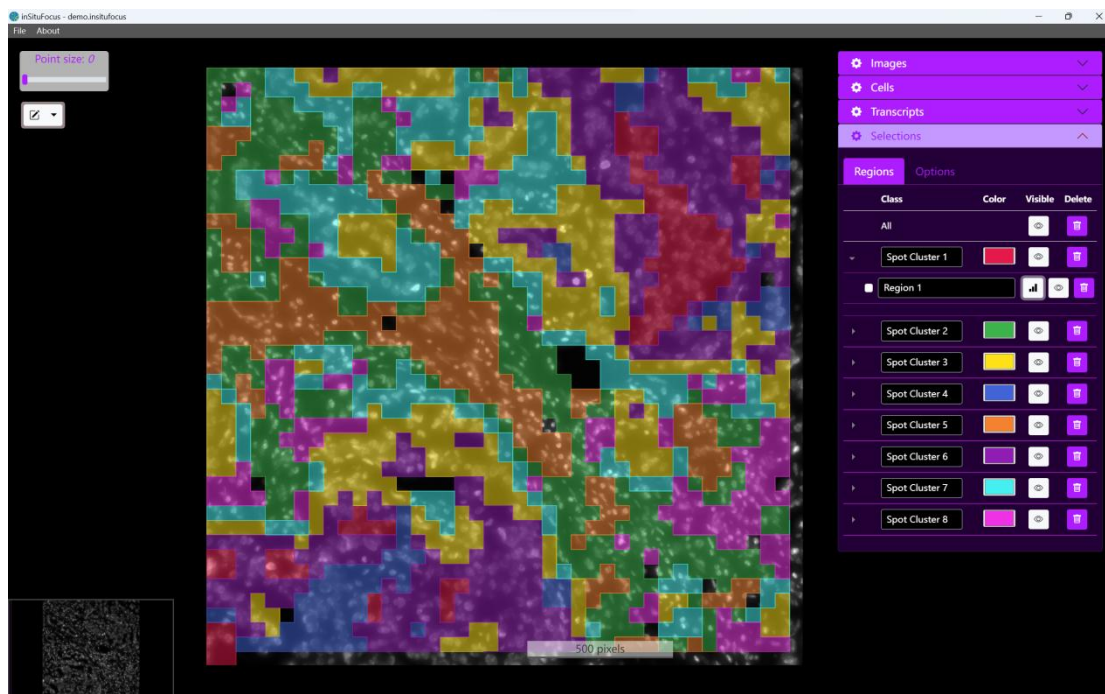 inSituFocus - demo.insitufocus
File About
Point size: 0
Images
Cells
Transcripts
Selections
Regions Options
Class Color Visible Delete
All
Spot Cluster 1
Region 1
Spot Cluster 2
Spot Cluster 3
Spot Cluster 4
Spot Cluster 5
Spot Cluster 6
Spot Cluster 7
Spot Cluster 8
500 pixels